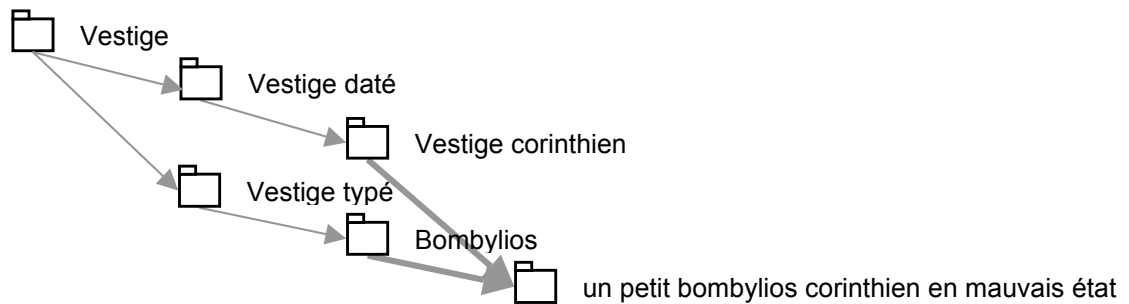 Vestige
Vestige daté
Vestige corinthien
Vestige typé
Bombylios
un petit bombylios corinthien en mauvais état